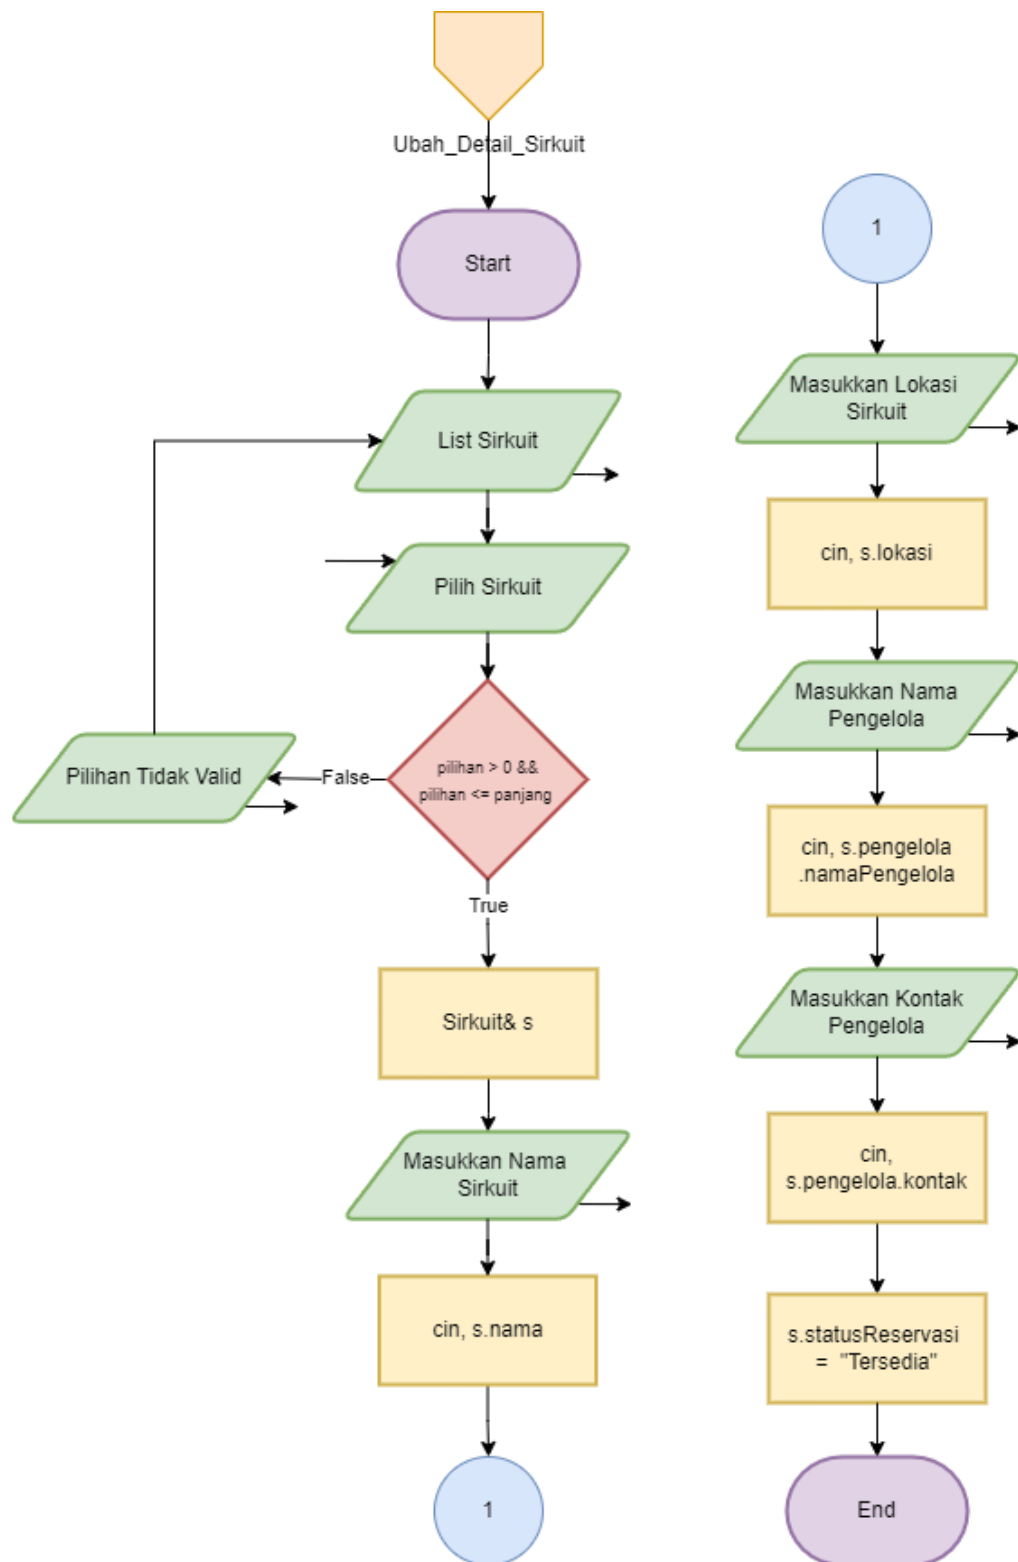 Ubah_Detail_Sirkuit
Start
List Sirkuit
Pilih Sirkuit
pilihan > 0 &&
pilihan <= panjang
False
Pilihan Tidak Valid
True
Sirkuit& s
Masukkan Nama
Sirkuit
cin, s.nama
1
1
Masukkan Lokasi
Sirkuit
cin, s.lokasi
Masukkan Nama
Pengelola
cin, s.pengelola
.namaPengelola
Masukkan Kontak
Pengelola
cin,
s.pengelola.kontak
s.statusReservasi
= "Tersedia"
End